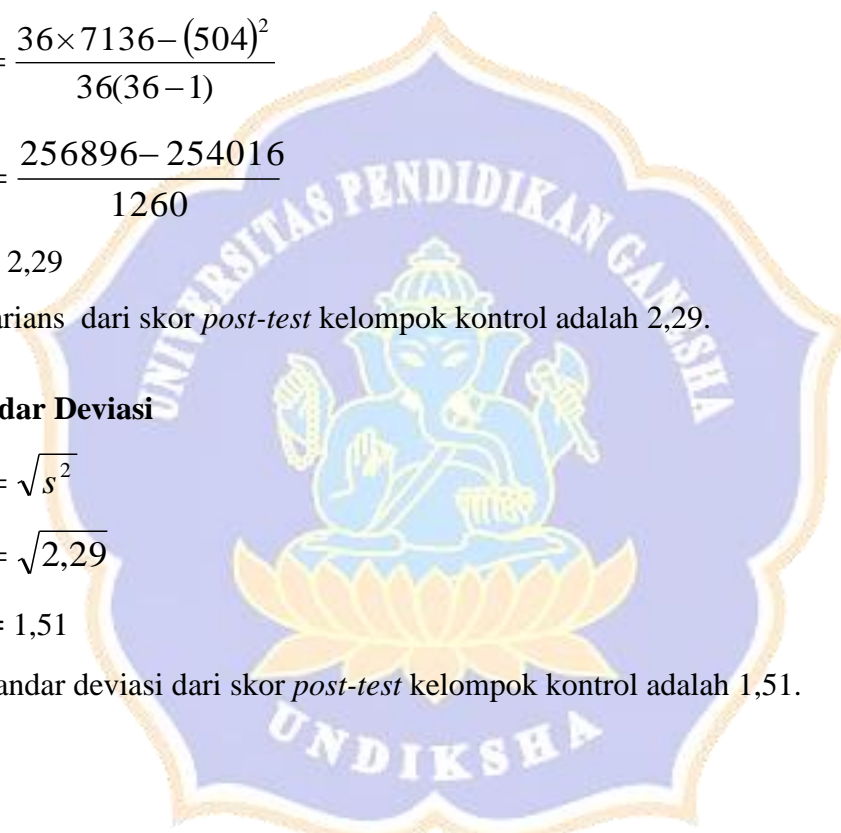 = \frac{36 × 7136 – (504)²}{36(36 – 1)}
= \frac{256896 – 254016}{1260}
2,29
arians dari skor post-test kelompok kontrol adalah 2,29.
dar Deviasi
= √s²
= √2,29
= 1,51
andar deviasi dari skor post-test kelompok kontrol adalah 1,51.
UNIVERSITAS PENDIDIKAN GANESHA
UNDIKSHA